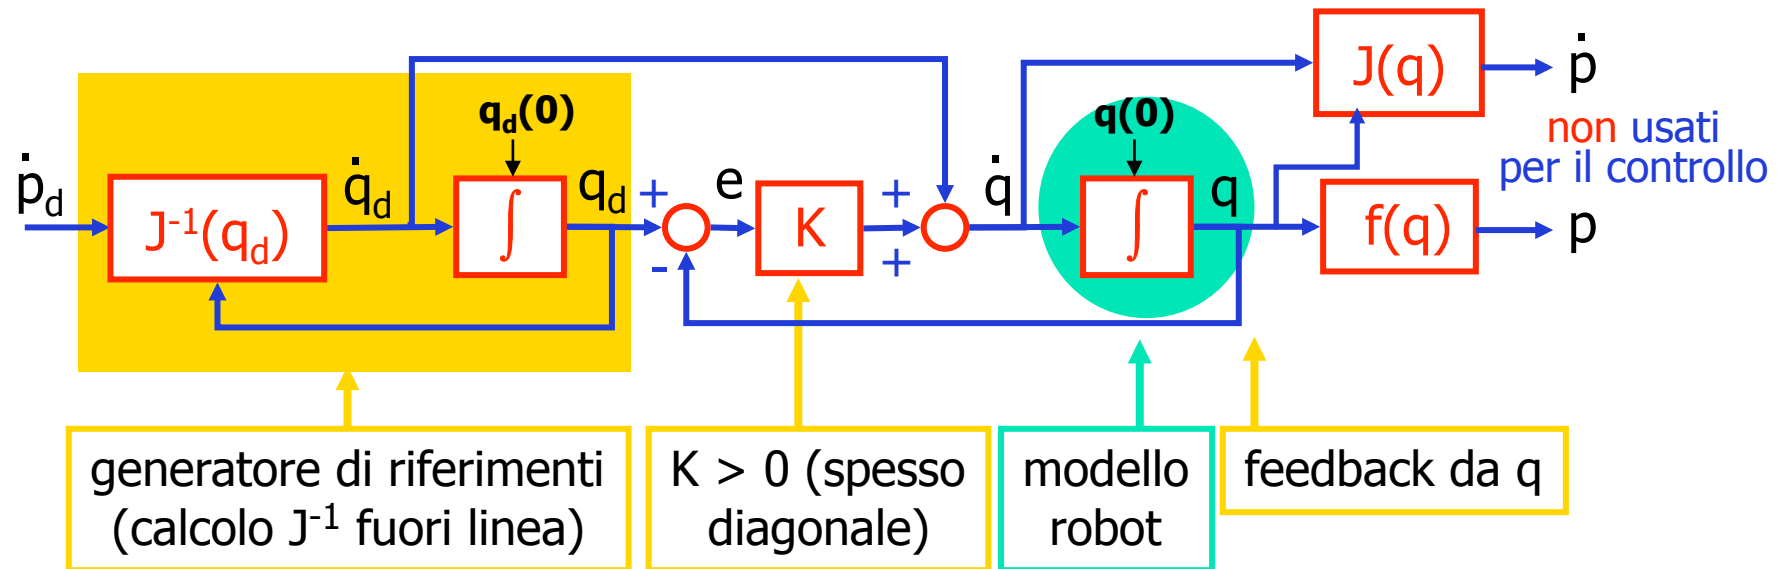 ṗ_d
J⁻¹(q_d)
q̇_d
q_d(0)
∫
q_d
+
-
e
K
+
+
q̇
q(0)
∫
q
J(q)
ṗ
f(q)
p
non usati
per il controllo
generatore di riferimenti
(calcolo J⁻¹ fuori linea)
K > 0 (spesso
diagonale)
modello
robot
feedback da q